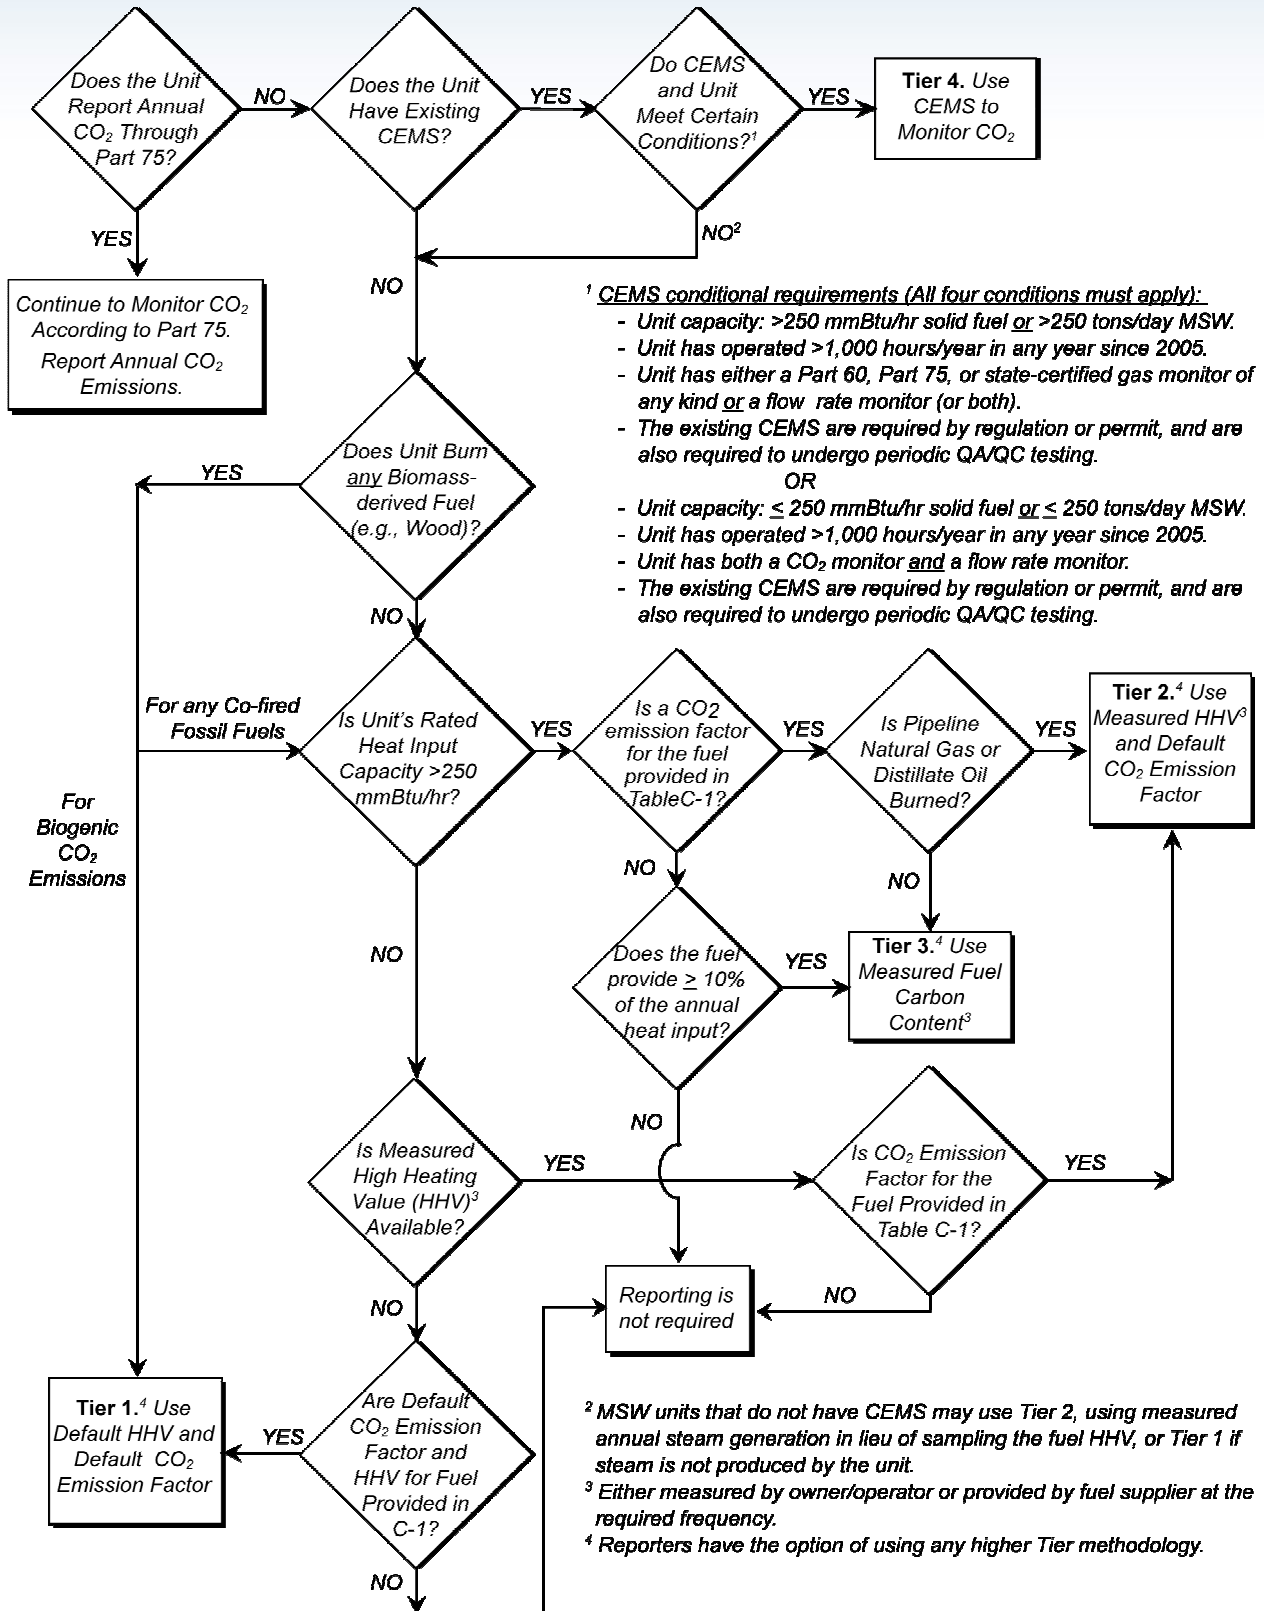 Does the Unit
Report Annual
CO₂ Through
Part 75?
NO
Does the Unit
Have Existing
CEMS?
YES
Do CEMS
and Unit
Meet Certain
Conditions?¹
YES
Tier 4. Use
CEMS to
Monitor CO₂
YES
NO²
NO
Continue to Monitor CO₂
According to Part 75.
Report Annual CO₂
Emissions.
¹ CEMS conditional requirements (All four conditions must apply):
- Unit capacity: >250 mmBtu/hr solid fuel or >250 tons/day MSW.
- Unit has operated >1,000 hours/year in any year since 2005.
- Unit has either a Part 60, Part 75, or state-certified gas monitor of
any kind or a flow rate monitor (or both).
- The existing CEMS are required by regulation or permit, and are
also required to undergo periodic QA/QC testing.
OR
- Unit capacity: ≤ 250 mmBtu/hr solid fuel or ≤ 250 tons/day MSW.
- Unit has operated >1,000 hours/year in any year since 2005.
- Unit has both a CO₂ monitor and a flow rate monitor.
- The existing CEMS are required by regulation or permit, and are
also required to undergo periodic QA/QC testing.
YES
Does Unit Burn
any Biomass-
derived Fuel
(e.g., Wood)?
NO
For any Co-fired
Fossil Fuels
Is Unit's Rated
Heat Input
Capacity >250
mmBtu/hr?
YES
Is a CO2
emission factor
for the fuel
provided in
TableC-1?
YES
Is Pipeline
Natural Gas or
Distillate Oil
Burned?
YES
Tier 2.⁴ Use
Measured HHV³
and Default
CO₂ Emission
Factor
For
Biogenic
CO₂
Emissions
NO
NO
NO
Does the fuel
provide ≥ 10%
of the annual
heat input?
YES
Tier 3.⁴ Use
Measured Fuel
Carbon
Content³
NO
Is Measured
High Heating
Value (HHV)³
Available?
YES
Is CO₂ Emission
Factor for the
Fuel Provided in
Table C-1?
YES
NO
Reporting is
not required
NO
Tier 1.⁴ Use
Default HHV and
Default CO₂
Emission Factor
YES
Are Default
CO₂ Emission
Factor and
HHV for Fuel
Provided in
C-1?
NO
² MSW units that do not have CEMS may use Tier 2, using measured
annual steam generation in lieu of sampling the fuel HHV, or Tier 1 if
steam is not produced by the unit.
³ Either measured by owner/operator or provided by fuel supplier at the
required frequency.
⁴ Reporters have the option of using any higher Tier methodology.